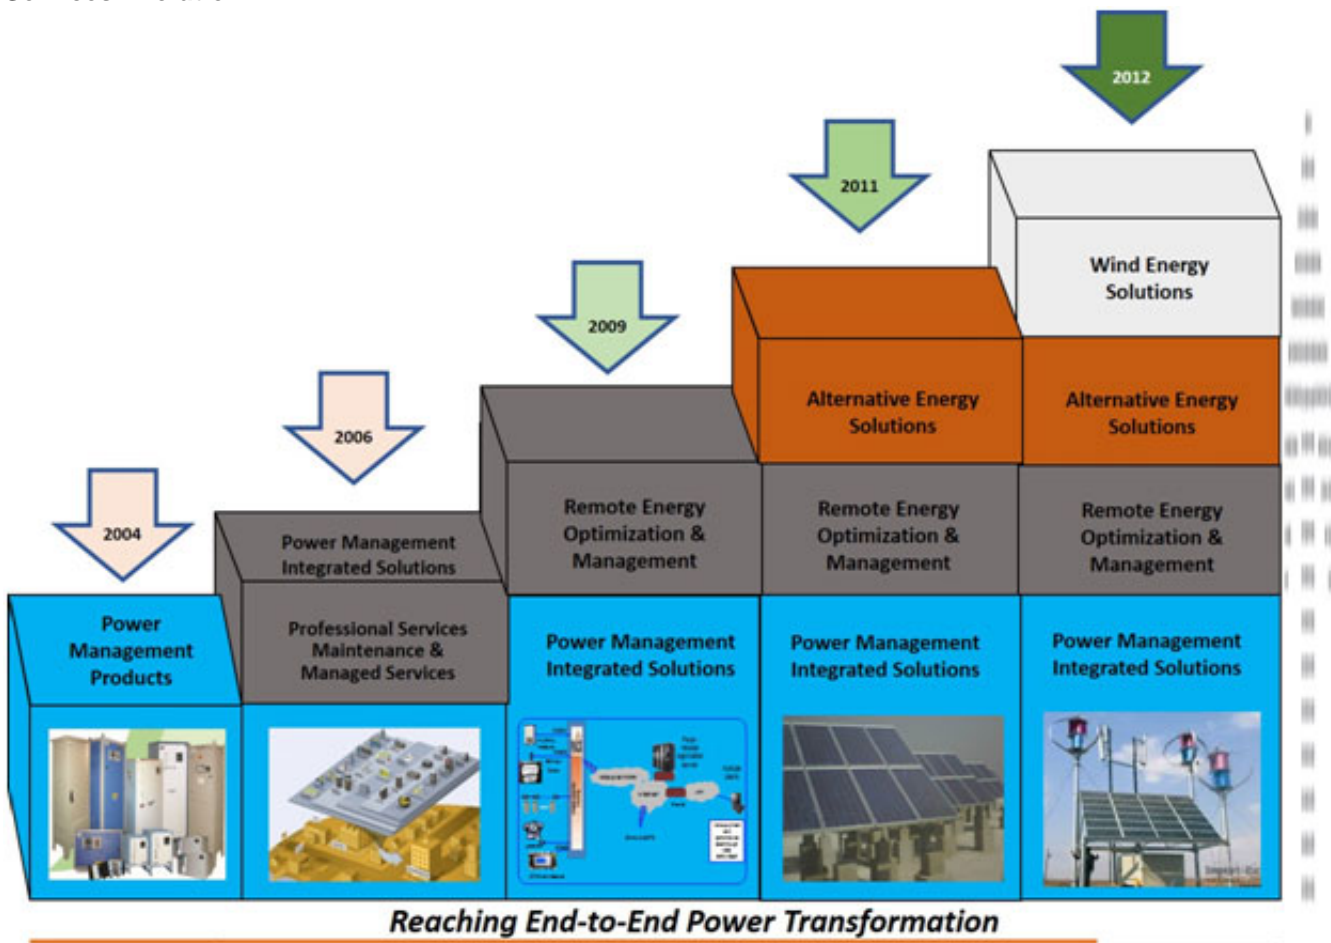 2012
2011
2009
2006
2004
Wind Energy
Solutions
Alternative Energy
Solutions
Alternative Energy
Solutions
Remote Energy
Optimization &
Management
Remote Energy
Optimization &
Management
Remote Energy
Optimization &
Management
Power Management
Integrated Solutions
Professional Services
Maintenance &
Managed Services
Power
Management
Products
Power Management
Integrated Solutions
Power Management
Integrated Solutions
Power Management
Integrated Solutions
Reaching End-to-End Power Transformation